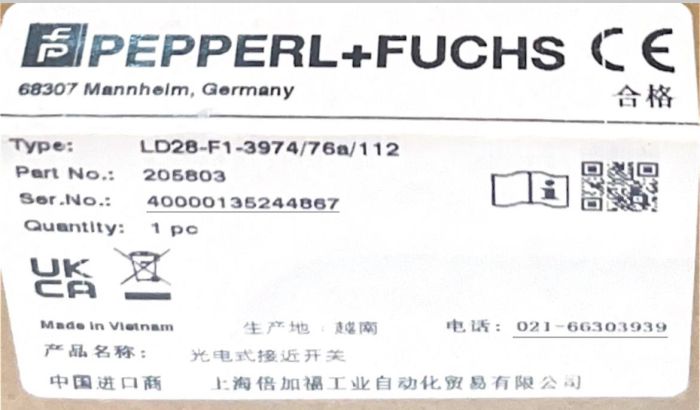 PEPPERL+FUCHS CE
68307 Mannheim, Germany
合格
Type: LD28-F1-3974/76a/112
Part No.: 205803
Ser.No.: 40000135244867
Quantity: 1 pc
UK
CA
Made in Vietnam 生产地: 越南 电话: 021-66303939
产品名称: 光电式接近开关
中国进口商 上海倍加福工业自动化贸易有限公司